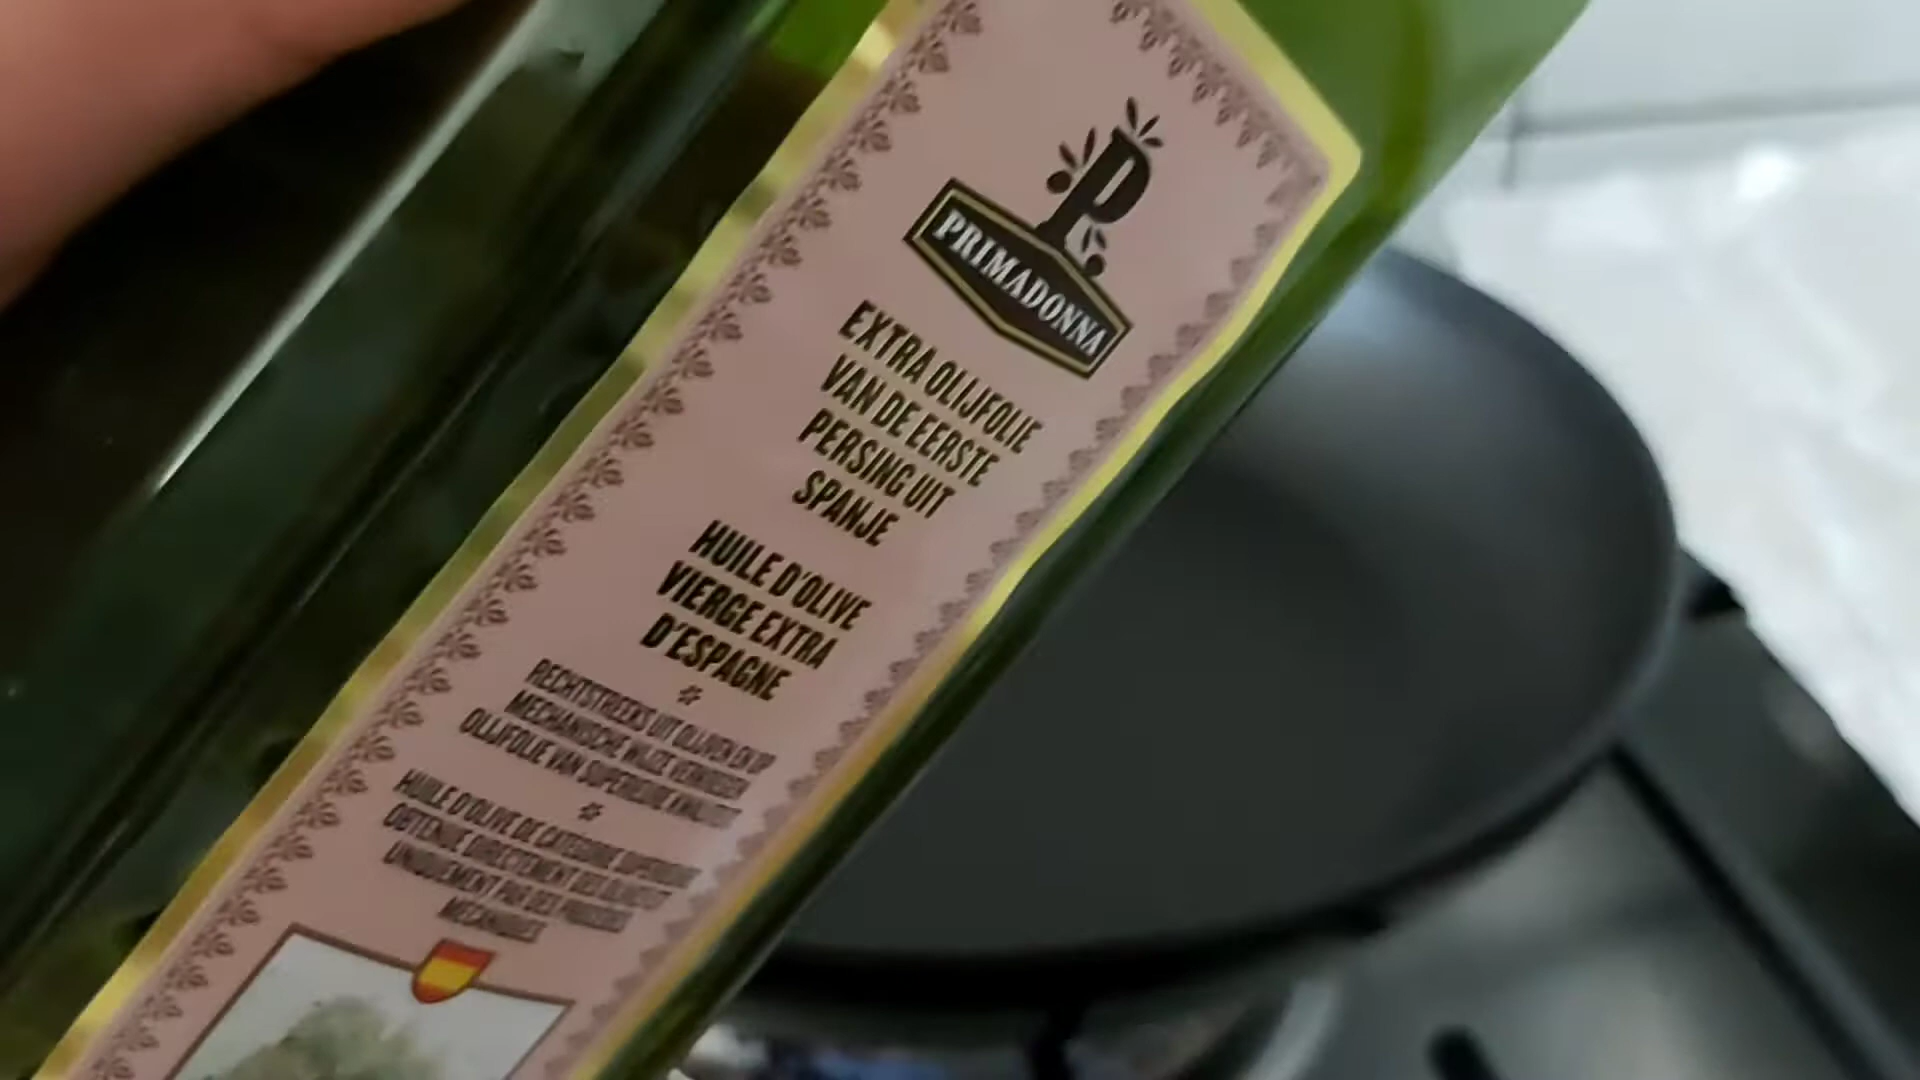 P
PRIMADONNA
EXTRA OLIJFOLIE
VAN DE EERSTE
PERSING UIT
SPANJE
HUILE D'OLIVE
VIERGE EXTRA
D'ESPAGNE
RECHTSTREEKS UIT OLIJVEN EN OP
MECHANISCHE WIJZE VERKREGEN
OLIJFOLIE VAN SUPERIEURE KWALITEIT
HUILE D'OLIVE DE CATÉGORIE SUPÉRIEURE
OBTENUE DIRECTEMENT DES OLIVES ET
UNIQUEMENT PAR DES PROCÉDÉS
MÉCANIQUES